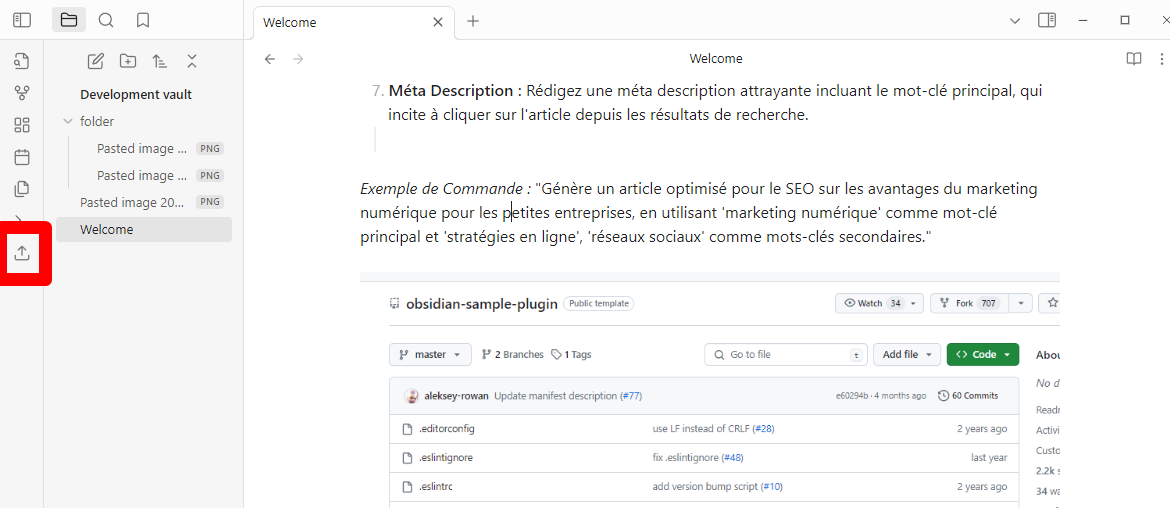 Welcome
Welcome
Development vault
folder
Pasted image ... PNG
Pasted image ... PNG
Pasted image 20... PNG
Welcome
7. Méta Description : Rédigez une méta description attrayante incluant le mot-clé principal, qui
incite à cliquer sur l'article depuis les résultats de recherche.
Exemple de Commande : "Génère un article optimisé pour le SEO sur les avantages du marketing
numérique pour les petites entreprises, en utilisant 'marketing numérique' comme mot-clé
principal et 'stratégies en ligne', 'réseaux sociaux' comme mots-clés secondaires."
obsidian-sample-plugin Public template Watch 34 Fork 707
master 2 Branches 1 Tags Go to file t Add file Code Abou
No d
aleksey-rowan Update manifest description (#77) e60294b · 4 months ago 60 Commits
Readr
.editorconfig use LF instead of CRLF (#28) 2 years ago
Activi
Custo
.eslintignore fix .eslintignore (#48) last year
2.2k s
.eslintrc add version bump script (#10) 2 years ago
34 wa